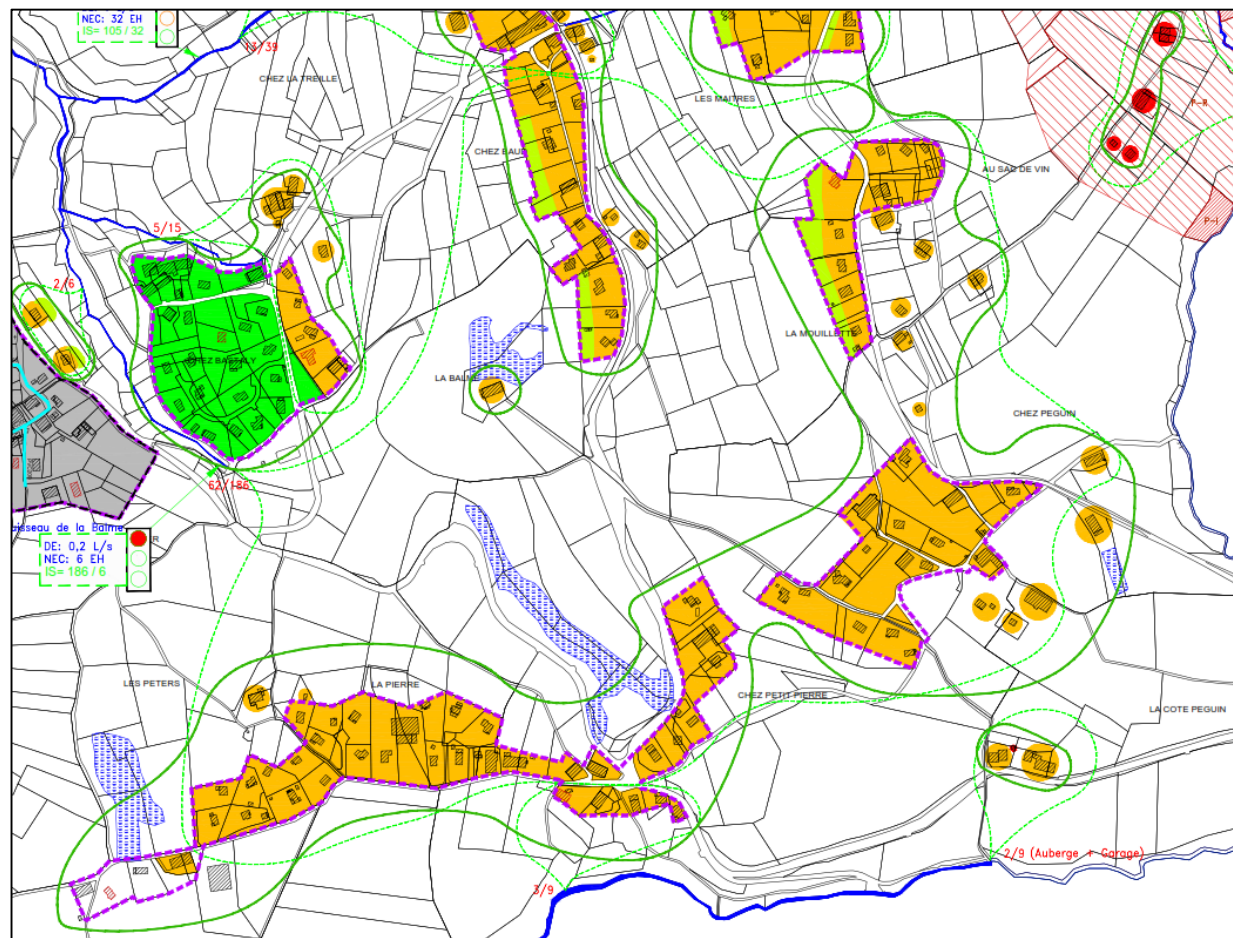 NEC: 32 EH
IS= 105 / 32
13/39
CHEZ LA TREILLE
LES MAITRES
P-R
CHEZ BAUD
AU SAC DE VIN
P-I
5/15
2/6
LA MOUILLETTE
CHEZ BASTILY
LA BALME
CHEZ PEGUIN
62/186
isseau de la Balme
DE: 0,2 L/s
NEC: 6 EH
IS= 186 / 6
R
LES PETERS
LA PIERRE
CHEZ PETIT PIERRE
LA COTE PEGUIN
2/9 (Auberge + Garage)
3/9